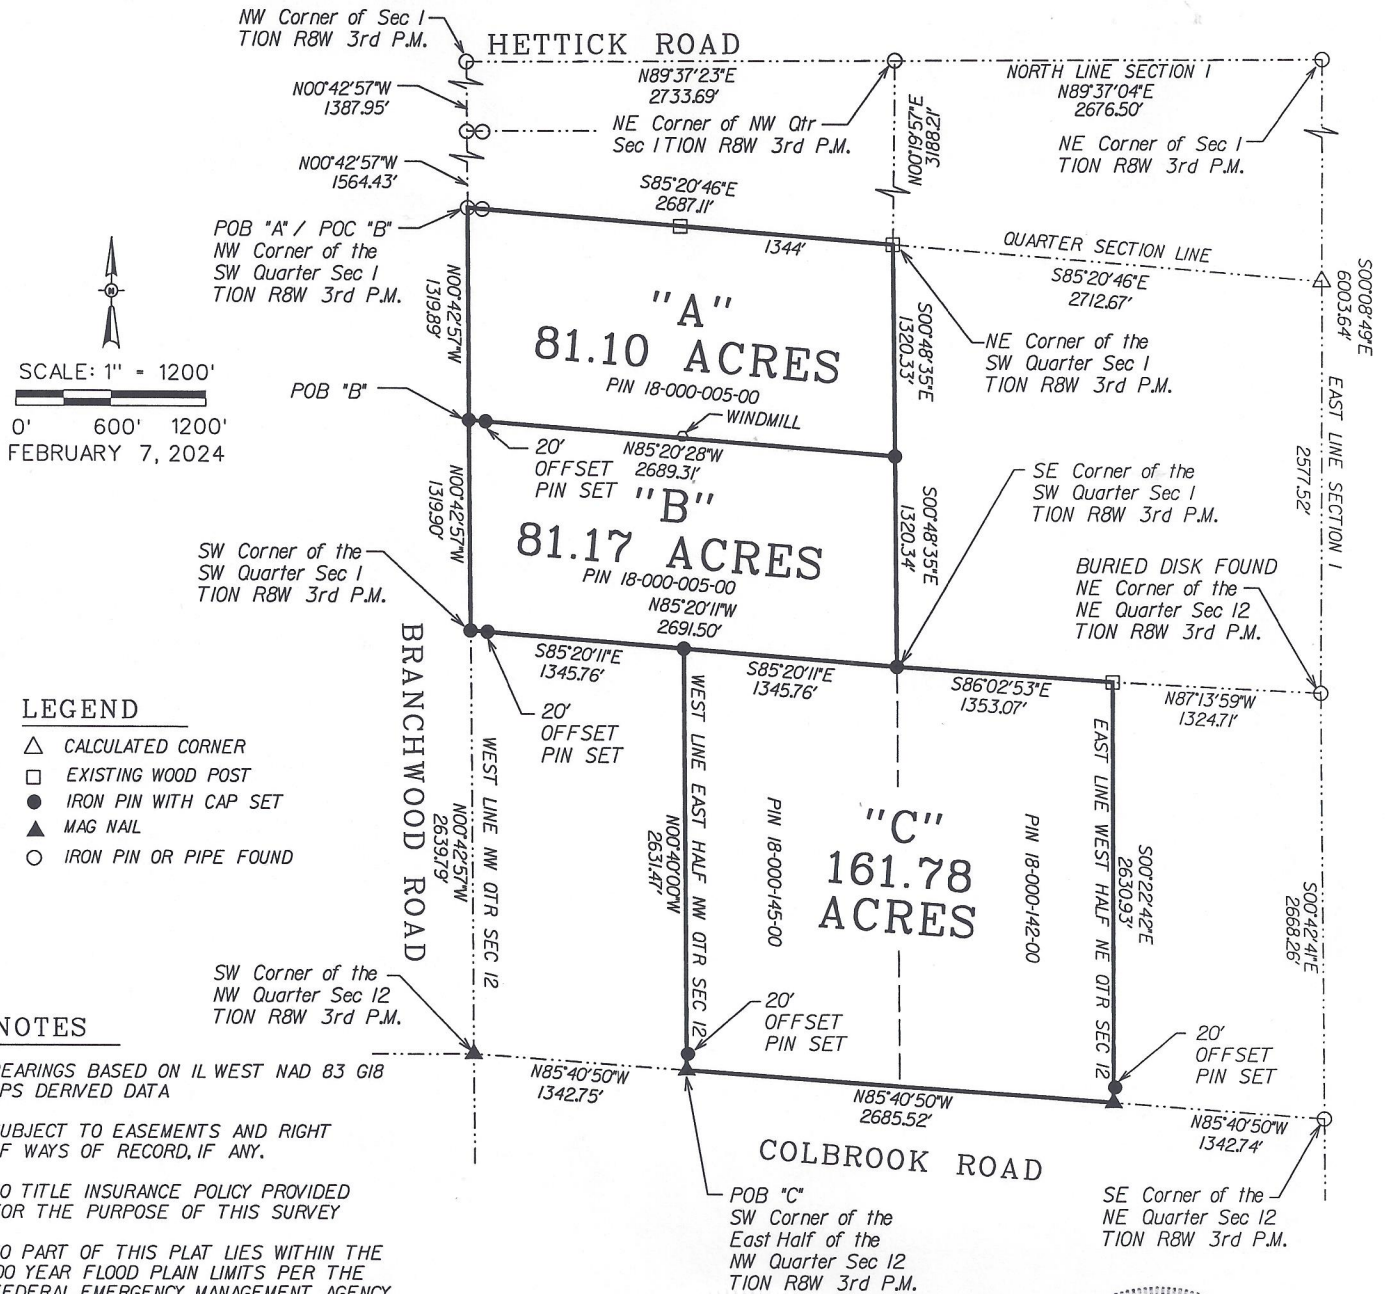 NW Corner of Sec 1
T10N R8W 3rd P.M.
HETTICK ROAD
N89°37'23"E
2733.69'
NORTH LINE SECTION 1
N89°37'04"E
2676.50'
N00°42'57"W
1387.95'
NE Corner of NW Qtr
Sec 1 T10N R8W 3rd P.M.
N00°19'57"E
3188.21'
NE Corner of Sec 1
T10N R8W 3rd P.M.
N00°42'57"W
1564.43'
S85°20'46"E
2687.11'
1344'
POB "A" / POC "B"
NW Corner of the
SW Quarter Sec 1
T10N R8W 3rd P.M.
QUARTER SECTION LINE
S85°20'46"E
2712.67'
S00°08'49"E
6003.64'
N00°42'57"W
1319.89'
"A"
81.10 ACRES
PIN 18-000-005-00
S00°48'35"E
1320.33'
NE Corner of the
SW Quarter Sec 1
T10N R8W 3rd P.M.
N
SCALE: 1" = 1200'
0' 600' 1200'
FEBRUARY 7, 2024
POB "B"
WINDMILL
20'
OFFSET
PIN SET
N85°20'28"W
2689.31'
EAST LINE SECTION 1
2577.52'
N00°42'57"W
1319.90'
"B"
81.17 ACRES
PIN 18-000-005-00
N85°20'11"W
2691.50'
S00°48'35"E
1320.34'
SE Corner of the
SW Quarter Sec 1
T10N R8W 3rd P.M.
SW Corner of the
SW Quarter Sec 1
T10N R8W 3rd P.M.
BURIED DISK FOUND
NE Corner of the
NE Quarter Sec 12
T10N R8W 3rd P.M.
S85°20'11"E
1345.76'
S85°20'11"E
1345.76'
S86°02'53"E
1353.07'
N87°13'59"W
1324.71'
20'
OFFSET
PIN SET
BRANCHWOOD ROAD
LEGEND
CALCULATED CORNER
EXISTING WOOD POST
IRON PIN WITH CAP SET
MAG NAIL
IRON PIN OR PIPE FOUND
N00°42'57"W
2639.79'
WEST LINE NW QTR SEC 12
N00°40'00"W
2631.47'
WEST LINE EAST HALF NW QTR SEC 12
PIN 18-000-145-00
"C"
161.78
ACRES
PIN 18-000-142-00
EAST LINE WEST HALF NE QTR SEC 12
S00°22'42"E
2630.93'
S00°42'41"E
2668.26'
SW Corner of the
NW Quarter Sec 12
T10N R8W 3rd P.M.
20'
OFFSET
PIN SET
20'
OFFSET
PIN SET
N85°40'50"W
1342.75'
N85°40'50"W
2685.52'
N85°40'50"W
1342.74'
COLBROOK ROAD
POB "C"
SW Corner of the
East Half of the
NW Quarter Sec 12
T10N R8W 3rd P.M.
SE Corner of the
NE Quarter Sec 12
T10N R8W 3rd P.M.
NOTES
EARINGS BASED ON IL WEST NAD 83 G18
PS DERIVED DATA
UBJECT TO EASEMENTS AND RIGHT
F WAYS OF RECORD, IF ANY.
O TITLE INSURANCE POLICY PROVIDED
OR THE PURPOSE OF THIS SURVEY
O PART OF THIS PLAT LIES WITHIN THE
00 YEAR FLOOD PLAIN LIMITS PER THE
EDERAL EMERGENCY MANAGEMENT AGENCY